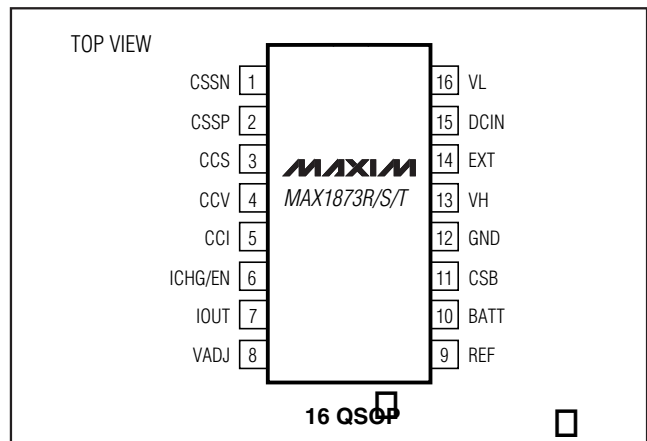 TOP VIEW
CSSN 1 16 VL
CSSP 2 15 DCIN
CCS 3 14 EXT
CCV 4 13 VH
CCI 5 12 GND
ICHG/EN 6 11 CSB
IOUT 7 10 BATT
VADJ 8 9 REF
MAXIM
MAX1873R/S/T
16 QSOP